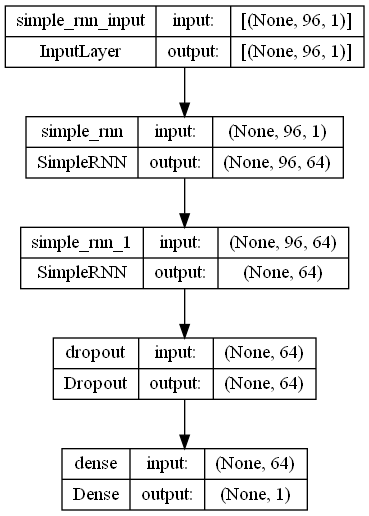 simple_rnn_input input: [(None, 96, 1)]
InputLayer output: [(None, 96, 1)]
simple_rnn input: (None, 96, 1)
SimpleRNN output: (None, 96, 64)
simple_rnn_1 input: (None, 96, 64)
SimpleRNN output: (None, 64)
dropout input: (None, 64)
Dropout output: (None, 64)
dense input: (None, 64)
Dense output: (None, 1)